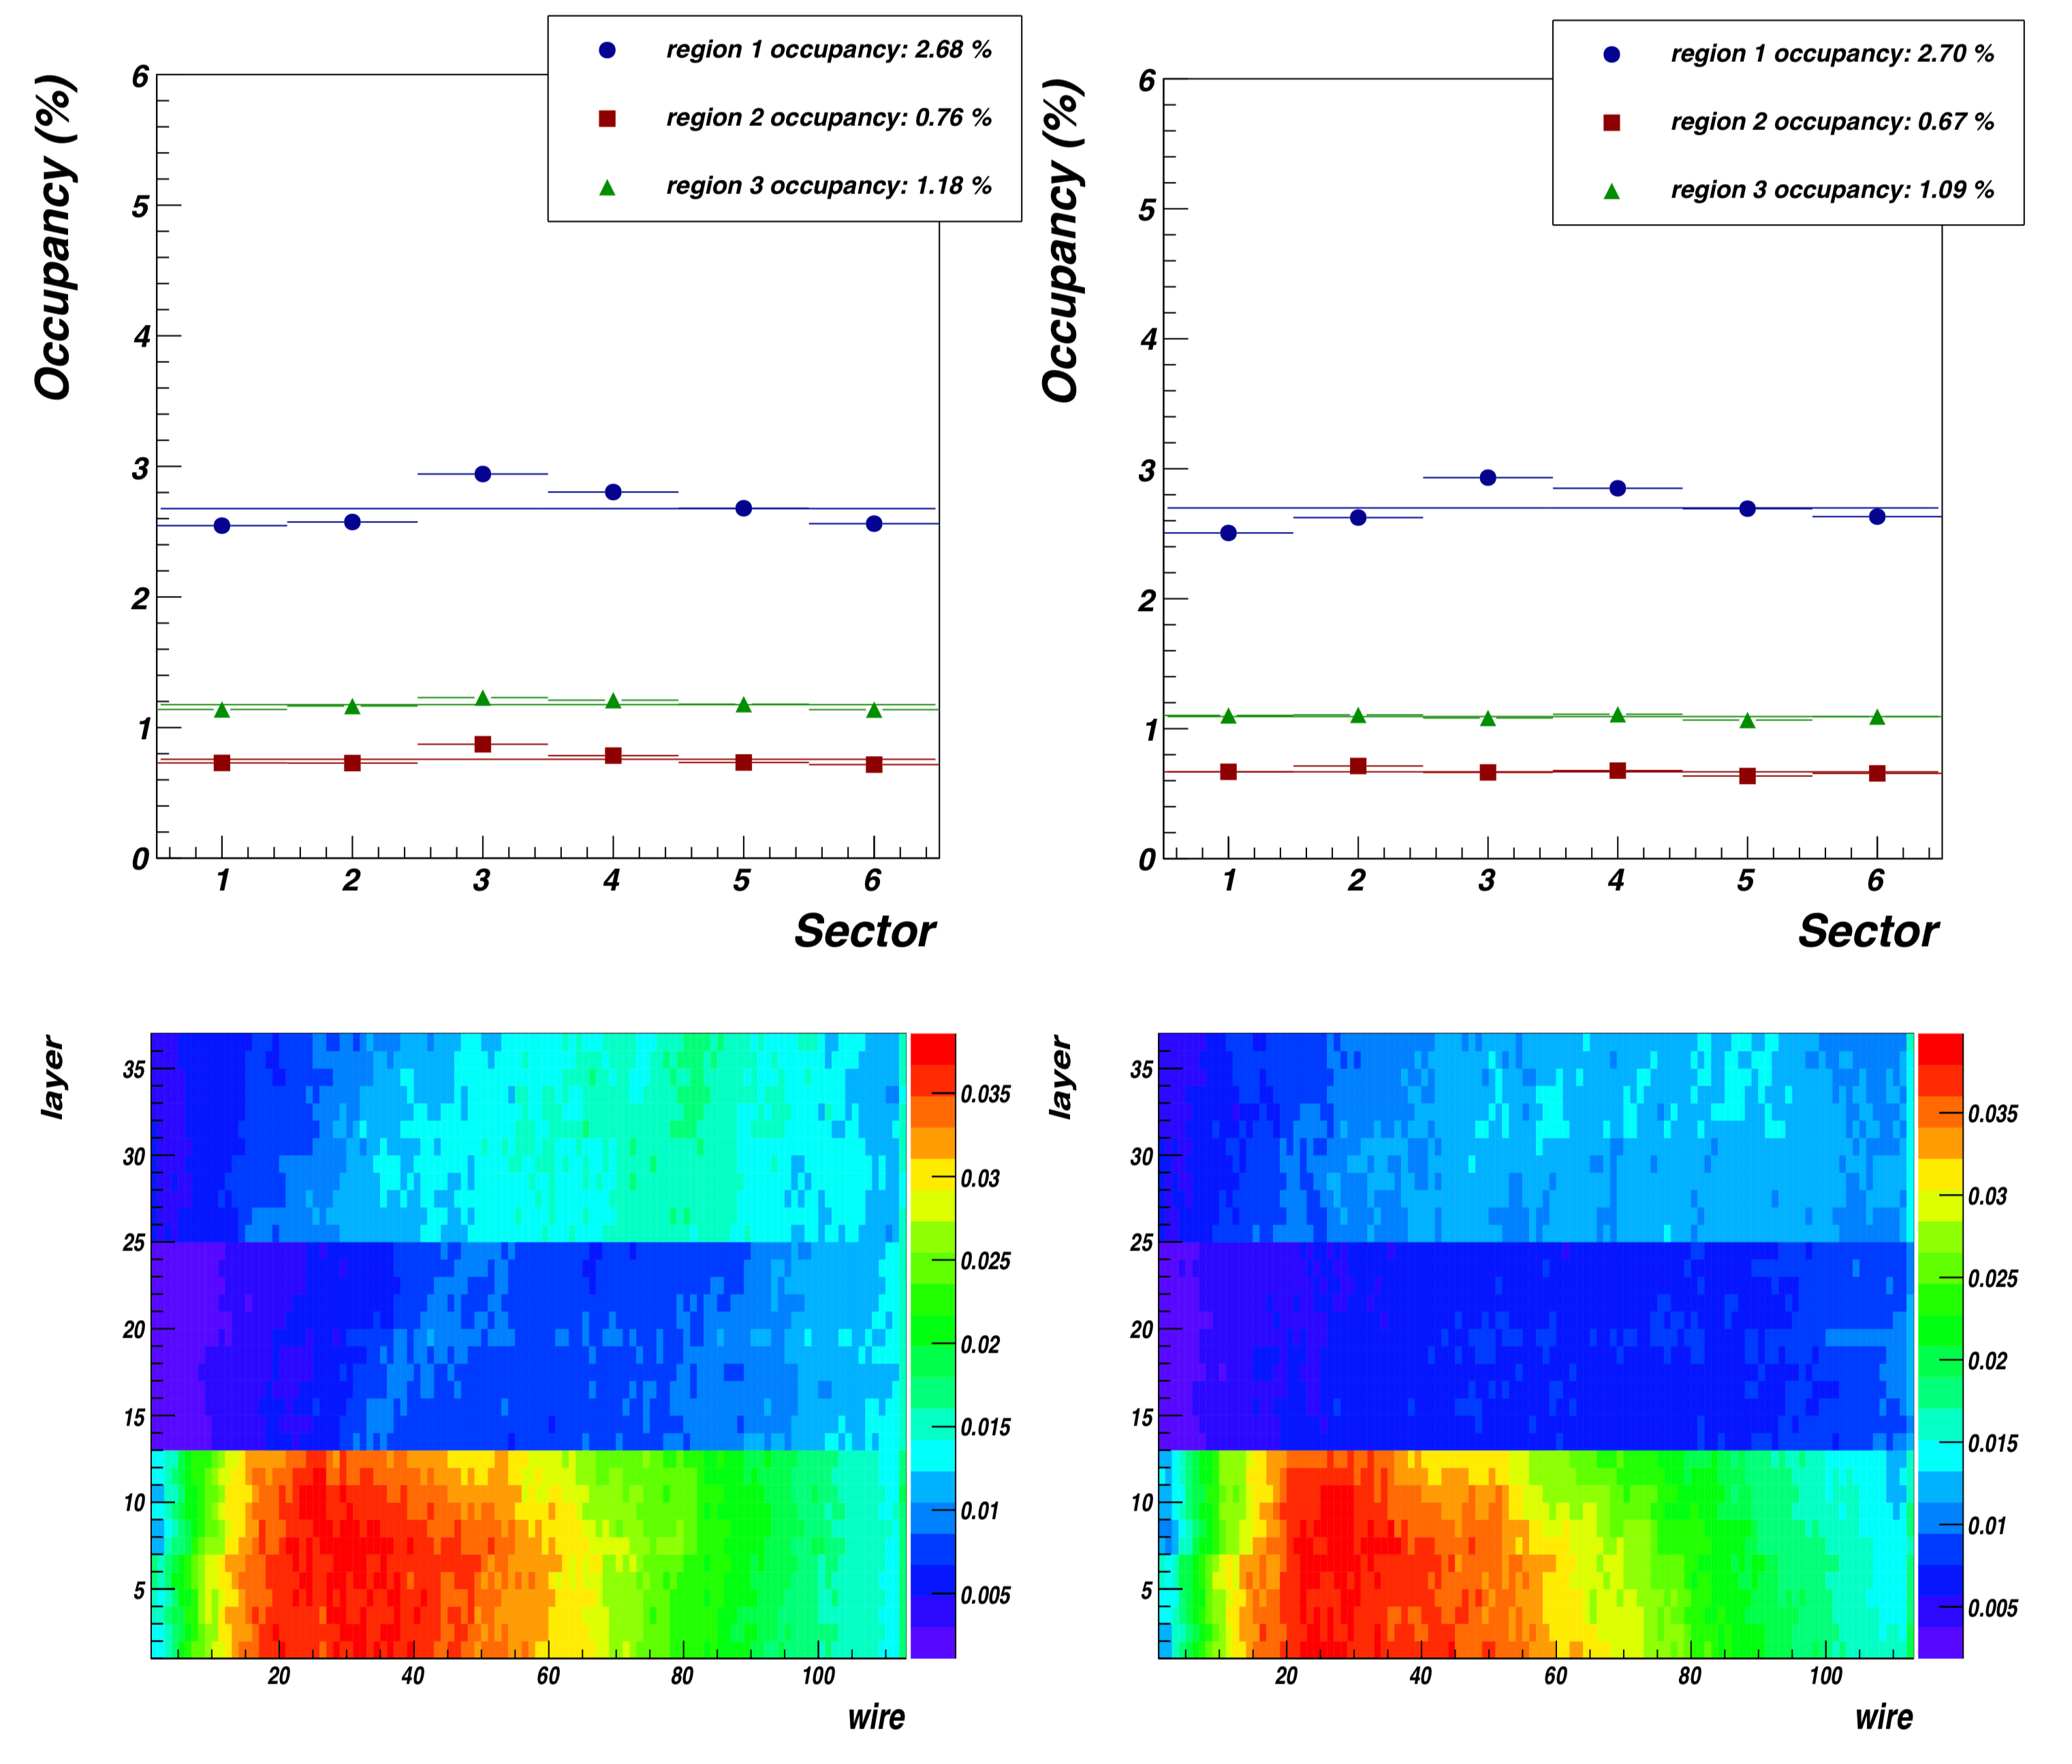 region 1 occupancy: 2.68 %
region 2 occupancy: 0.76 %
region 3 occupancy: 1.18 %
Occupancy (%)
6
5
4
3
2
1
0
1 2 3 4 5 6
Sector
region 1 occupancy: 2.70 %
region 2 occupancy: 0.67 %
region 3 occupancy: 1.09 %
Occupancy (%)
6
5
4
3
2
1
0
1 2 3 4 5 6
Sector
layer
35
30
25
20
15
10
5
20 40 60 80 100
wire
0.035
0.03
0.025
0.02
0.015
0.01
0.005
layer
35
30
25
20
15
10
5
20 40 60 80 100
wire
0.035
0.03
0.025
0.02
0.015
0.01
0.005